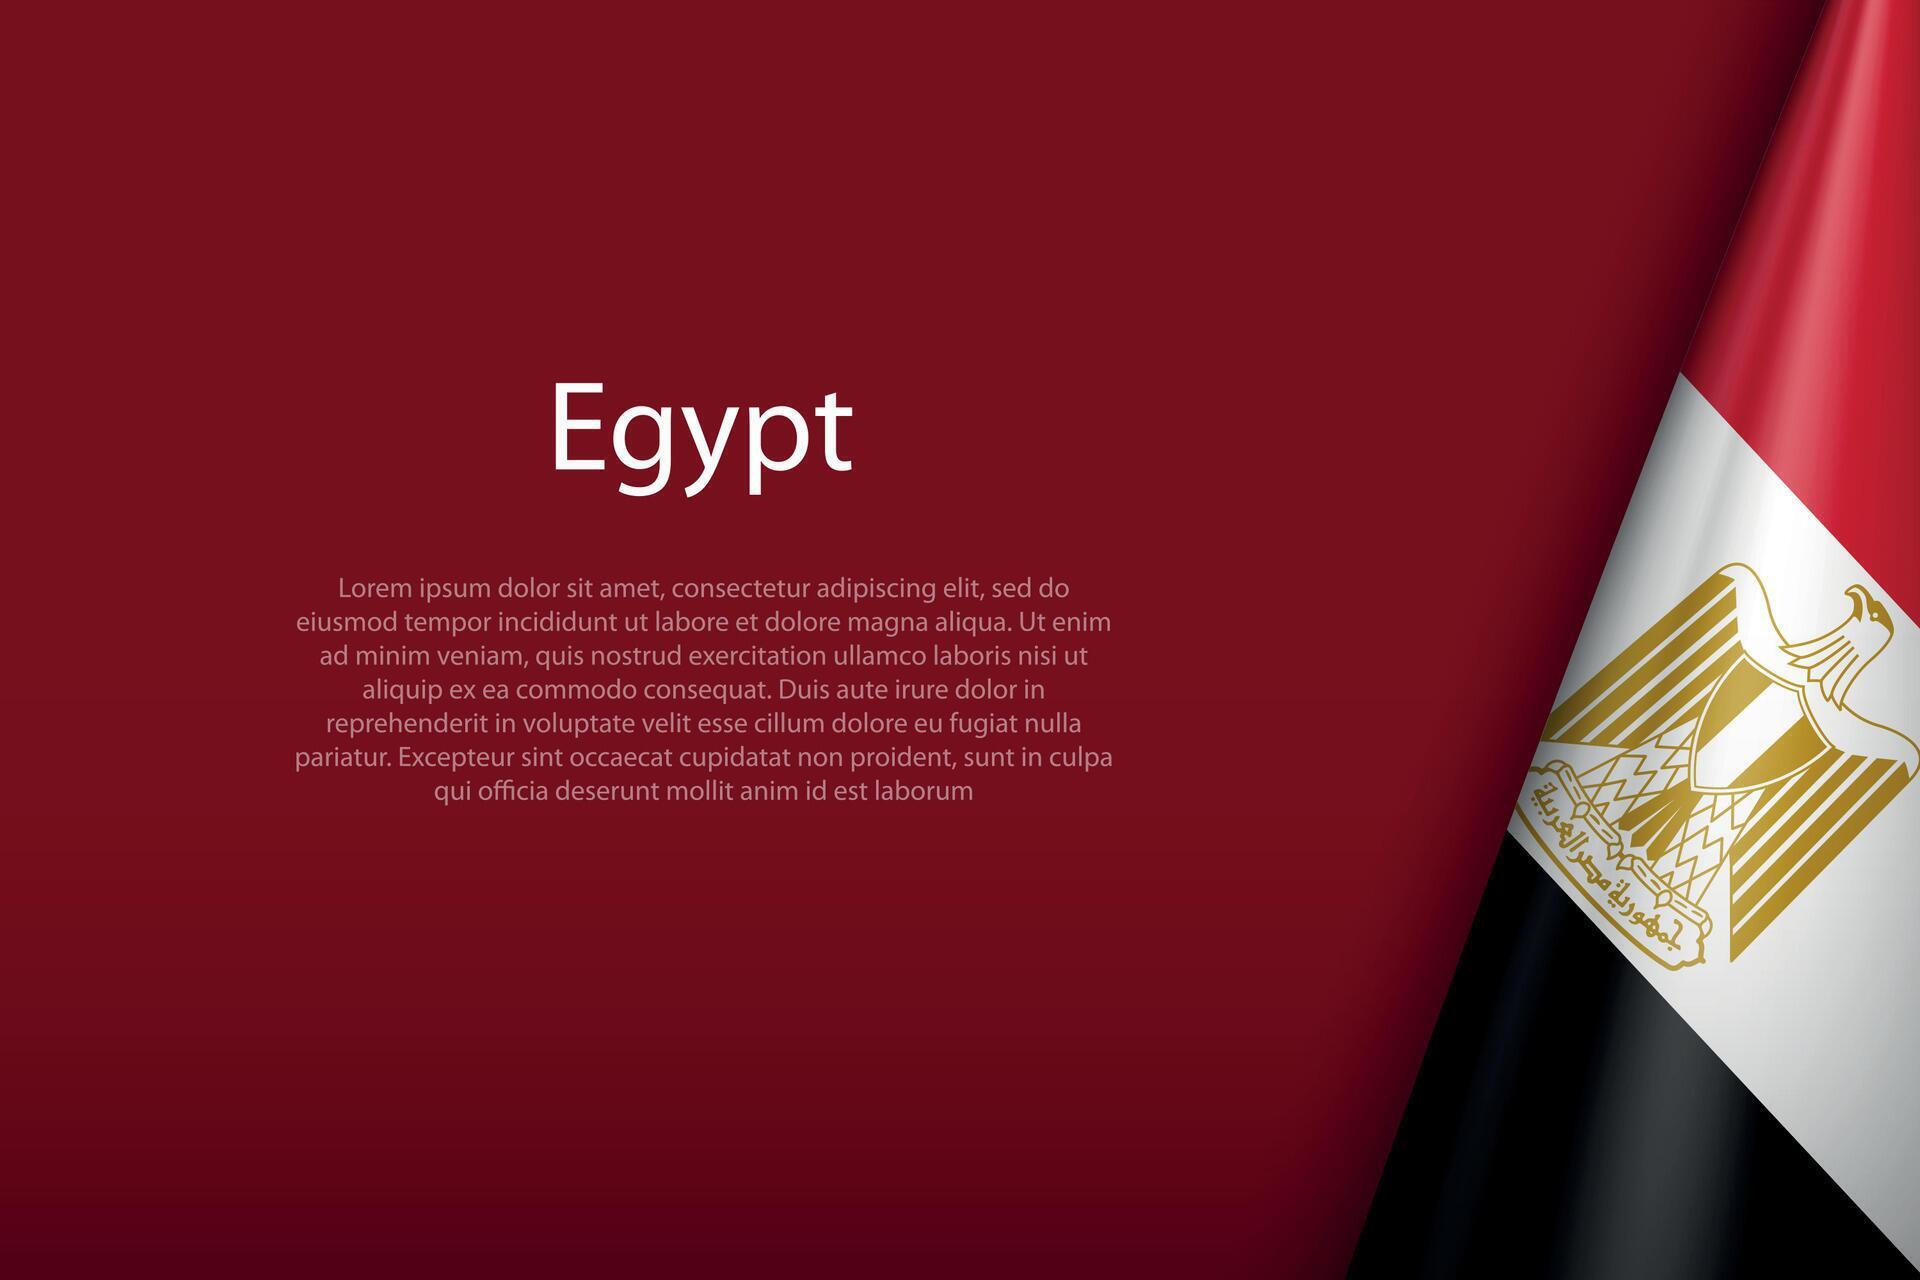 Egypt
Lorem ipsum dolor sit amet, consectetur adipiscing elit, sed do
eiusmod tempor incididunt ut labore et dolore magna aliqua. Ut enim
ad minim veniam, quis nostrud exercitation ullamco laboris nisi ut
aliquip ex ea commodo consequat. Duis aute irure dolor in
reprehenderit in voluptate velit esse cillum dolore eu fugiat nulla
pariatur. Excepteur sint occaecat cupidatat non proident, sunt in culpa
qui officia deserunt mollit anim id est laborum
جمهورية مصر العربية